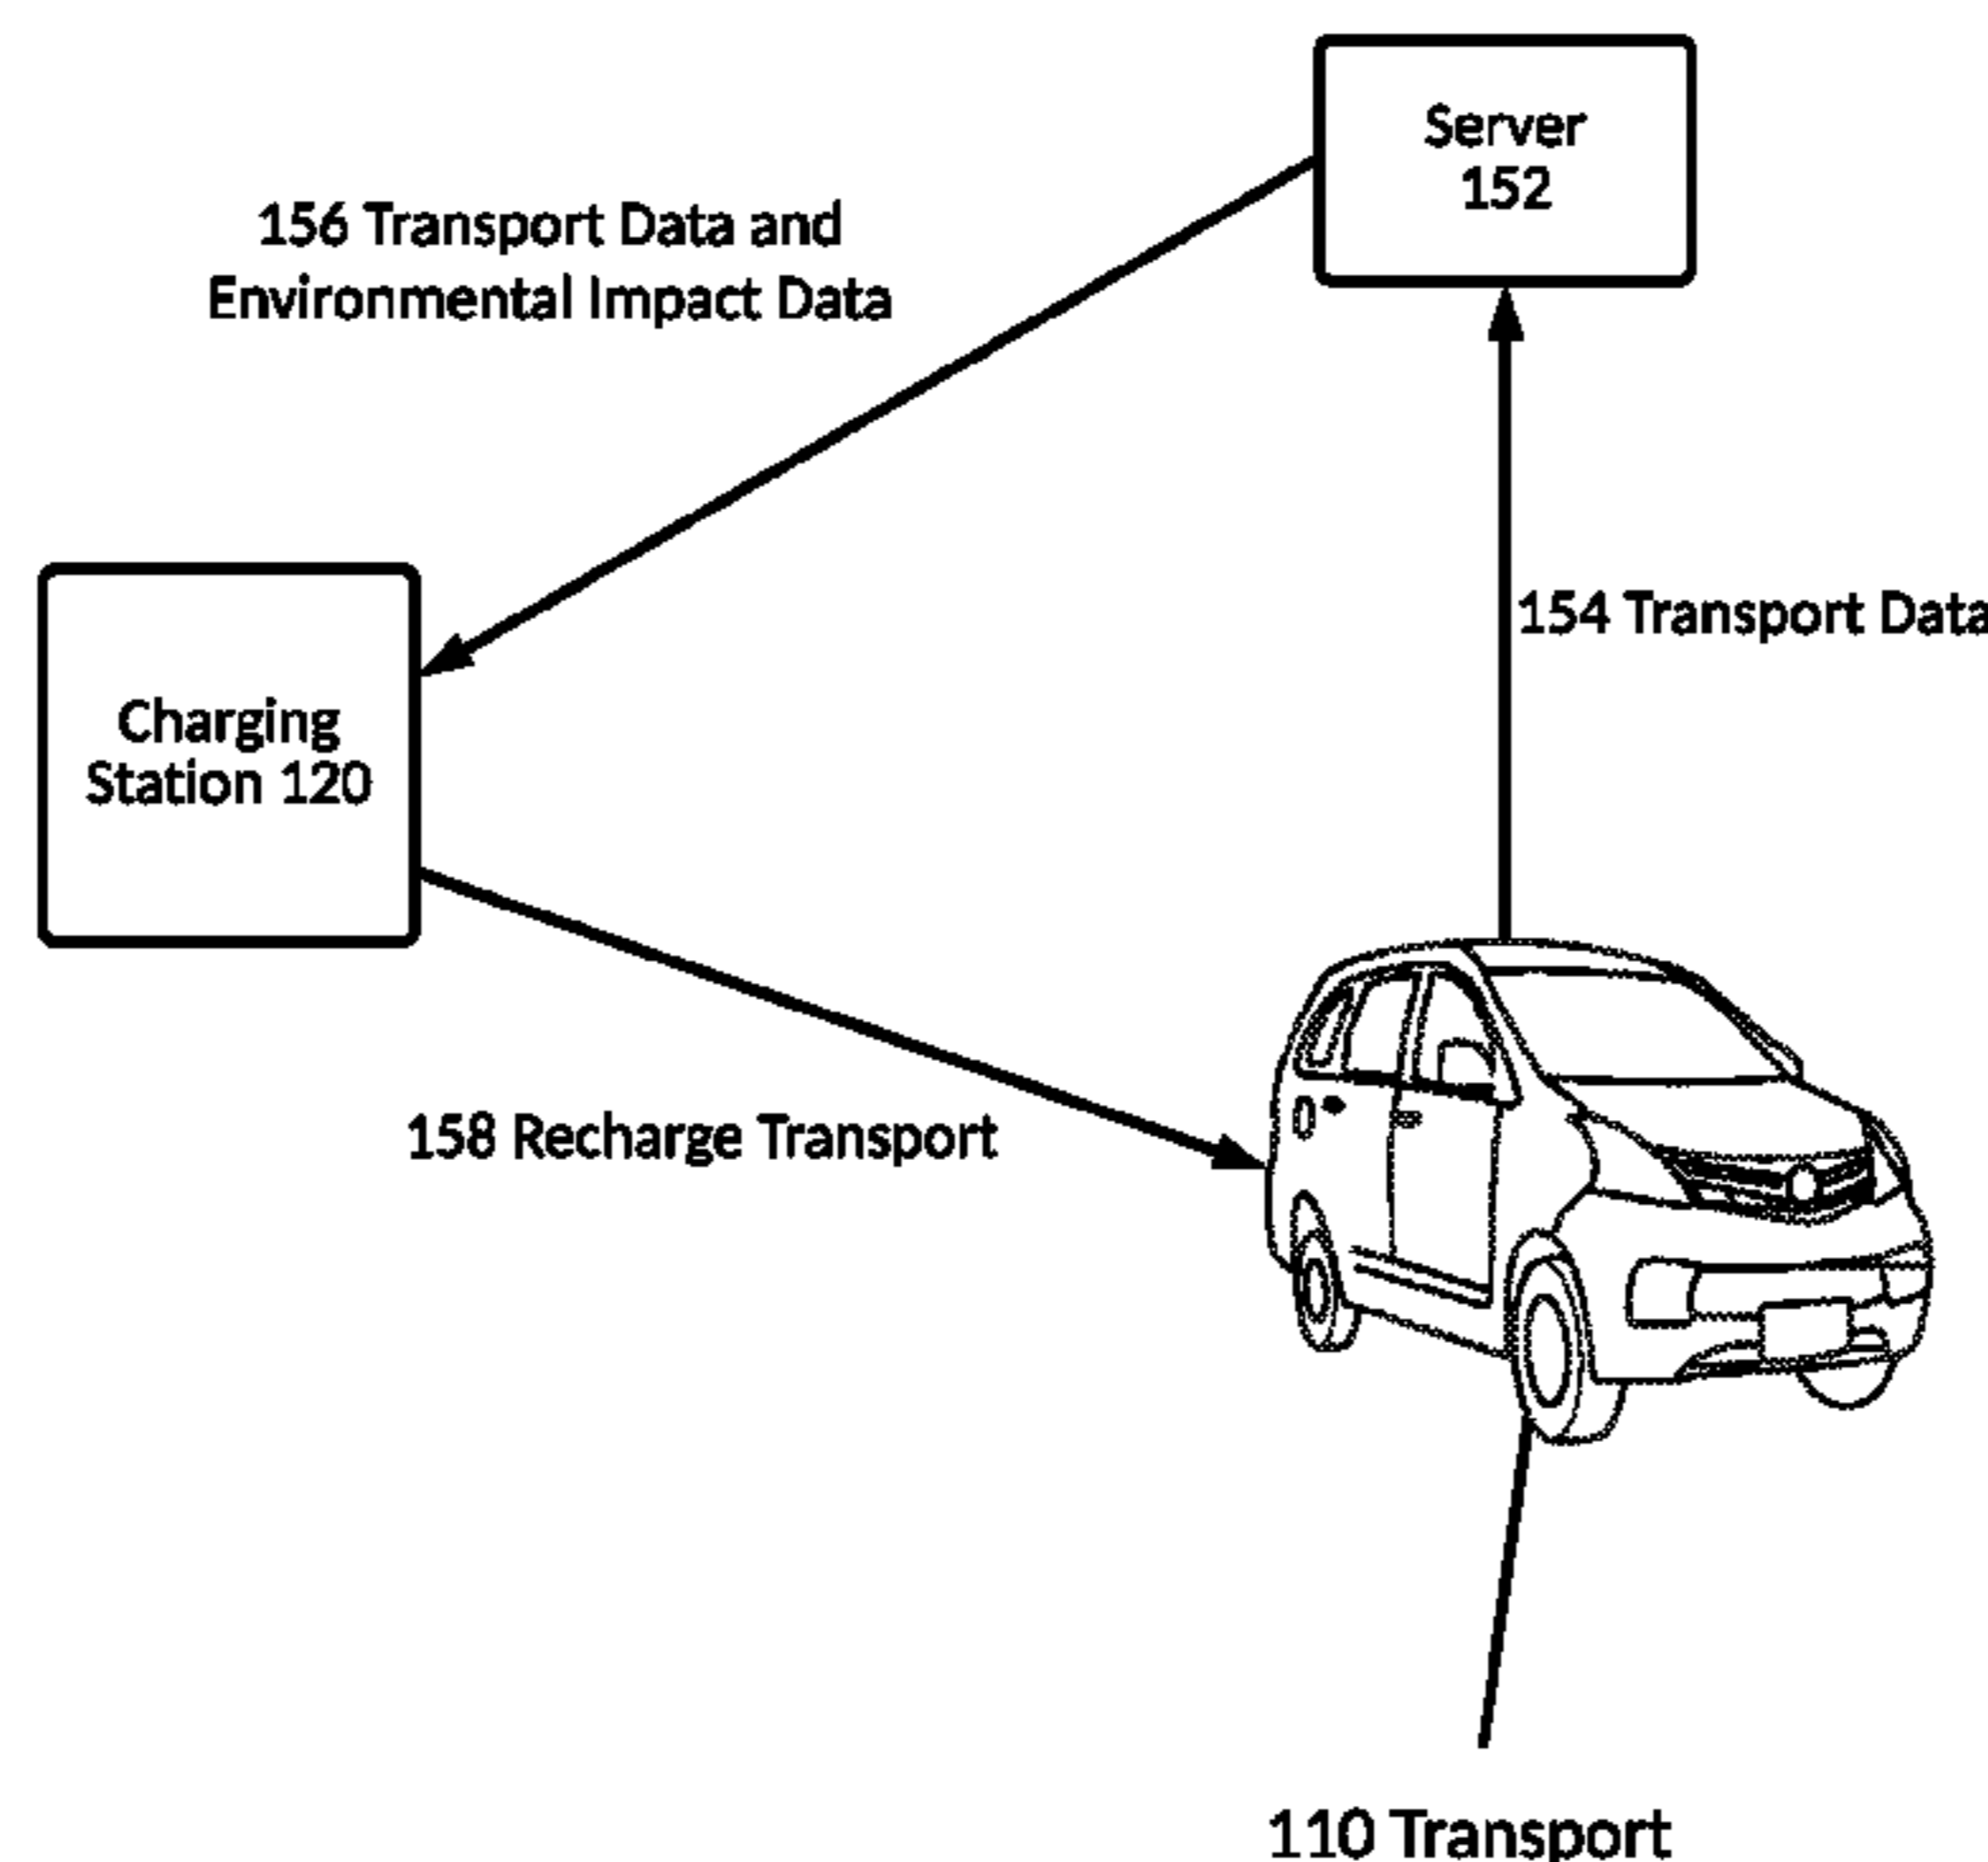 Server
152
156 Transport Data and
Environmental Impact Data
154 Transport Data
Charging
Station 120
158 Recharge Transport
110 Transport